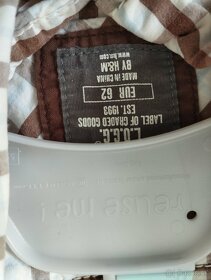 www.hm.com
MADE IN CHINA
BY H&M
EUR 62
L.O.G.G.
LABEL OF GRADED GOODS
EST. 1993
reuse me!